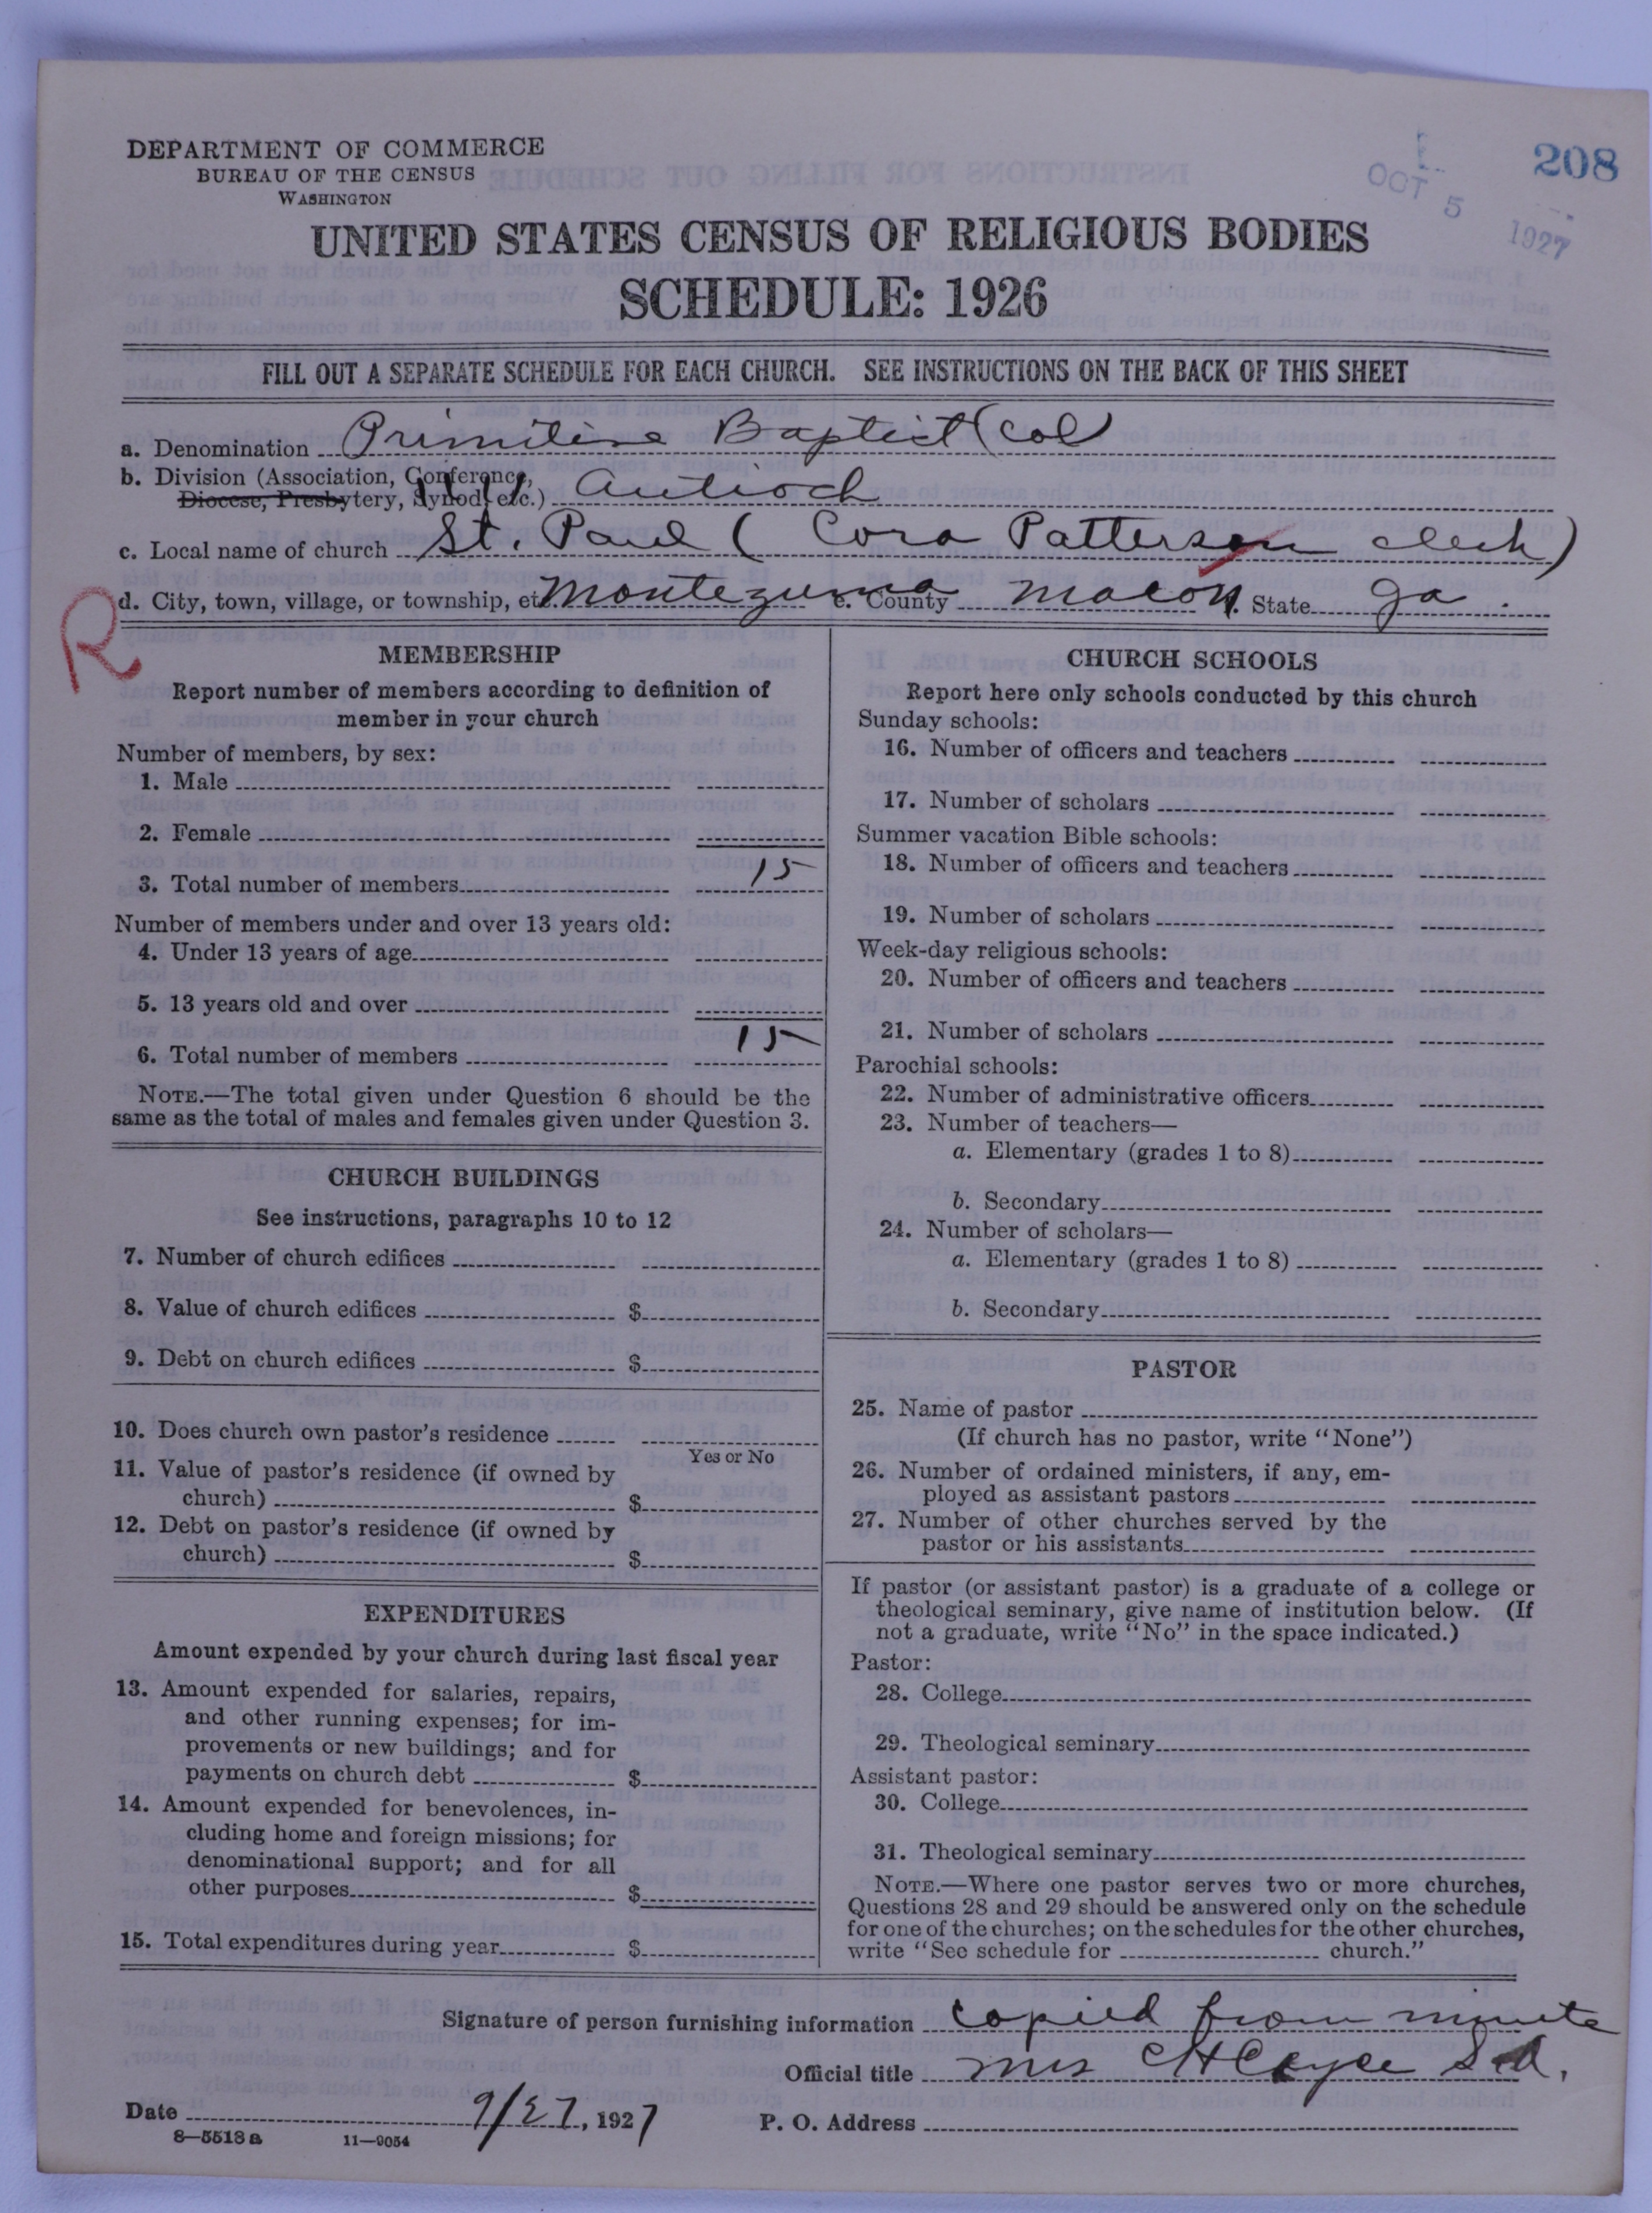 DEPARTMENT OF COMMERCE
BUREAU OF THE CENSUS
WASHINGTON
208
OCT 5 1927
UNITED STATES CENSUS OF RELIGIOUS BODIES
SCHEDULE: 1926
FILL OUT A SEPARATE SCHEDULE FOR EACH CHURCH. SEE INSTRUCTIONS ON THE BACK OF THIS SHEET
a. Denomination Primitive Baptist (Col
b. Division (Association, Conference,
Diocese, Presbytery, Synod, etc.) Antioch
c. Local name of church St. Paul ( Cora Patterson clerk )
d. City, town, village, or township, etc. Montezuma e. County Macon f. State Ga.
R
MEMBERSHIP
Report number of members according to definition of
member in your church
Number of members, by sex:
1. Male
2. Female
3. Total number of members 15
Number of members under and over 13 years old:
4. Under 13 years of age
5. 13 years old and over
6. Total number of members 15
NOTE.—The total given under Question 6 should be the
same as the total of males and females given under Question 3.
CHURCH BUILDINGS
See instructions, paragraphs 10 to 12
7. Number of church edifices
8. Value of church edifices $
9. Debt on church edifices $
10. Does church own pastor's residence
Yes or No
11. Value of pastor's residence (if owned by
church) $
12. Debt on pastor's residence (if owned by
church) $
EXPENDITURES
Amount expended by your church during last fiscal year
13. Amount expended for salaries, repairs,
and other running expenses; for im-
provements or new buildings; and for
payments on church debt $
14. Amount expended for benevolences, in-
cluding home and foreign missions; for
denominational support; and for all
other purposes $
15. Total expenditures during year $
CHURCH SCHOOLS
Report here only schools conducted by this church
Sunday schools:
16. Number of officers and teachers
17. Number of scholars
Summer vacation Bible schools:
18. Number of officers and teachers
19. Number of scholars
Week-day religious schools:
20. Number of officers and teachers
21. Number of scholars
Parochial schools:
22. Number of administrative officers
23. Number of teachers—
a. Elementary (grades 1 to 8)
b. Secondary
24. Number of scholars—
a. Elementary (grades 1 to 8)
b. Secondary
PASTOR
25. Name of pastor
(If church has no pastor, write "None")
26. Number of ordained ministers, if any, em-
ployed as assistant pastors
27. Number of other churches served by the
pastor or his assistants
If pastor (or assistant pastor) is a graduate of a college or
theological seminary, give name of institution below. (If
not a graduate, write "No" in the space indicated.)
Pastor:
28. College
29. Theological seminary
Assistant pastor:
30. College
31. Theological seminary
NOTE.—Where one pastor serves two or more churches,
Questions 28 and 29 should be answered only on the schedule
for one of the churches; on the schedules for the other churches,
write "See schedule for church."
Signature of person furnishing information copied from minute
Official title Mrs C H Cayce
Date 9/27, 1927 P. O. Address
8—5513a 11—9054